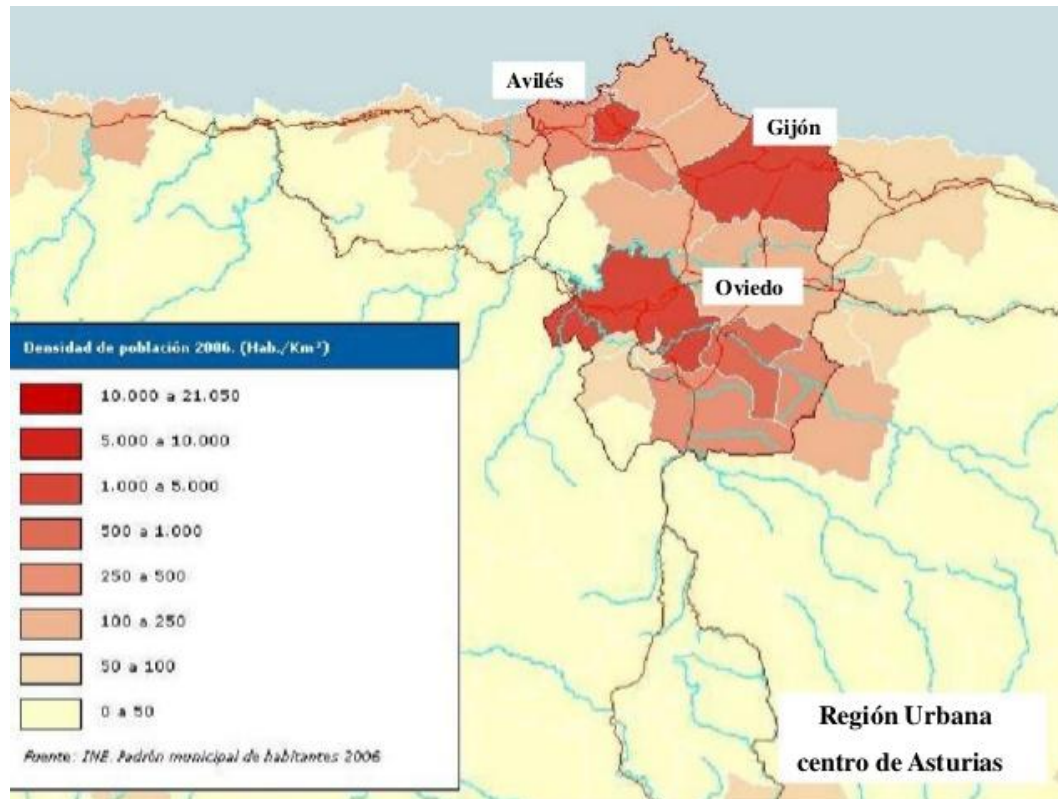 Avilés
Gijón
Oviedo
Densidad de población 2006. (Hab./Km²)
10.000 a 21.050
5.000 a 10.000
1.000 a 5.000
500 a 1.000
250 a 500
100 a 250
50 a 100
0 a 50
Fuente: INE. Padrón municipal de habitantes 2006
Región Urbana
centro de Asturias